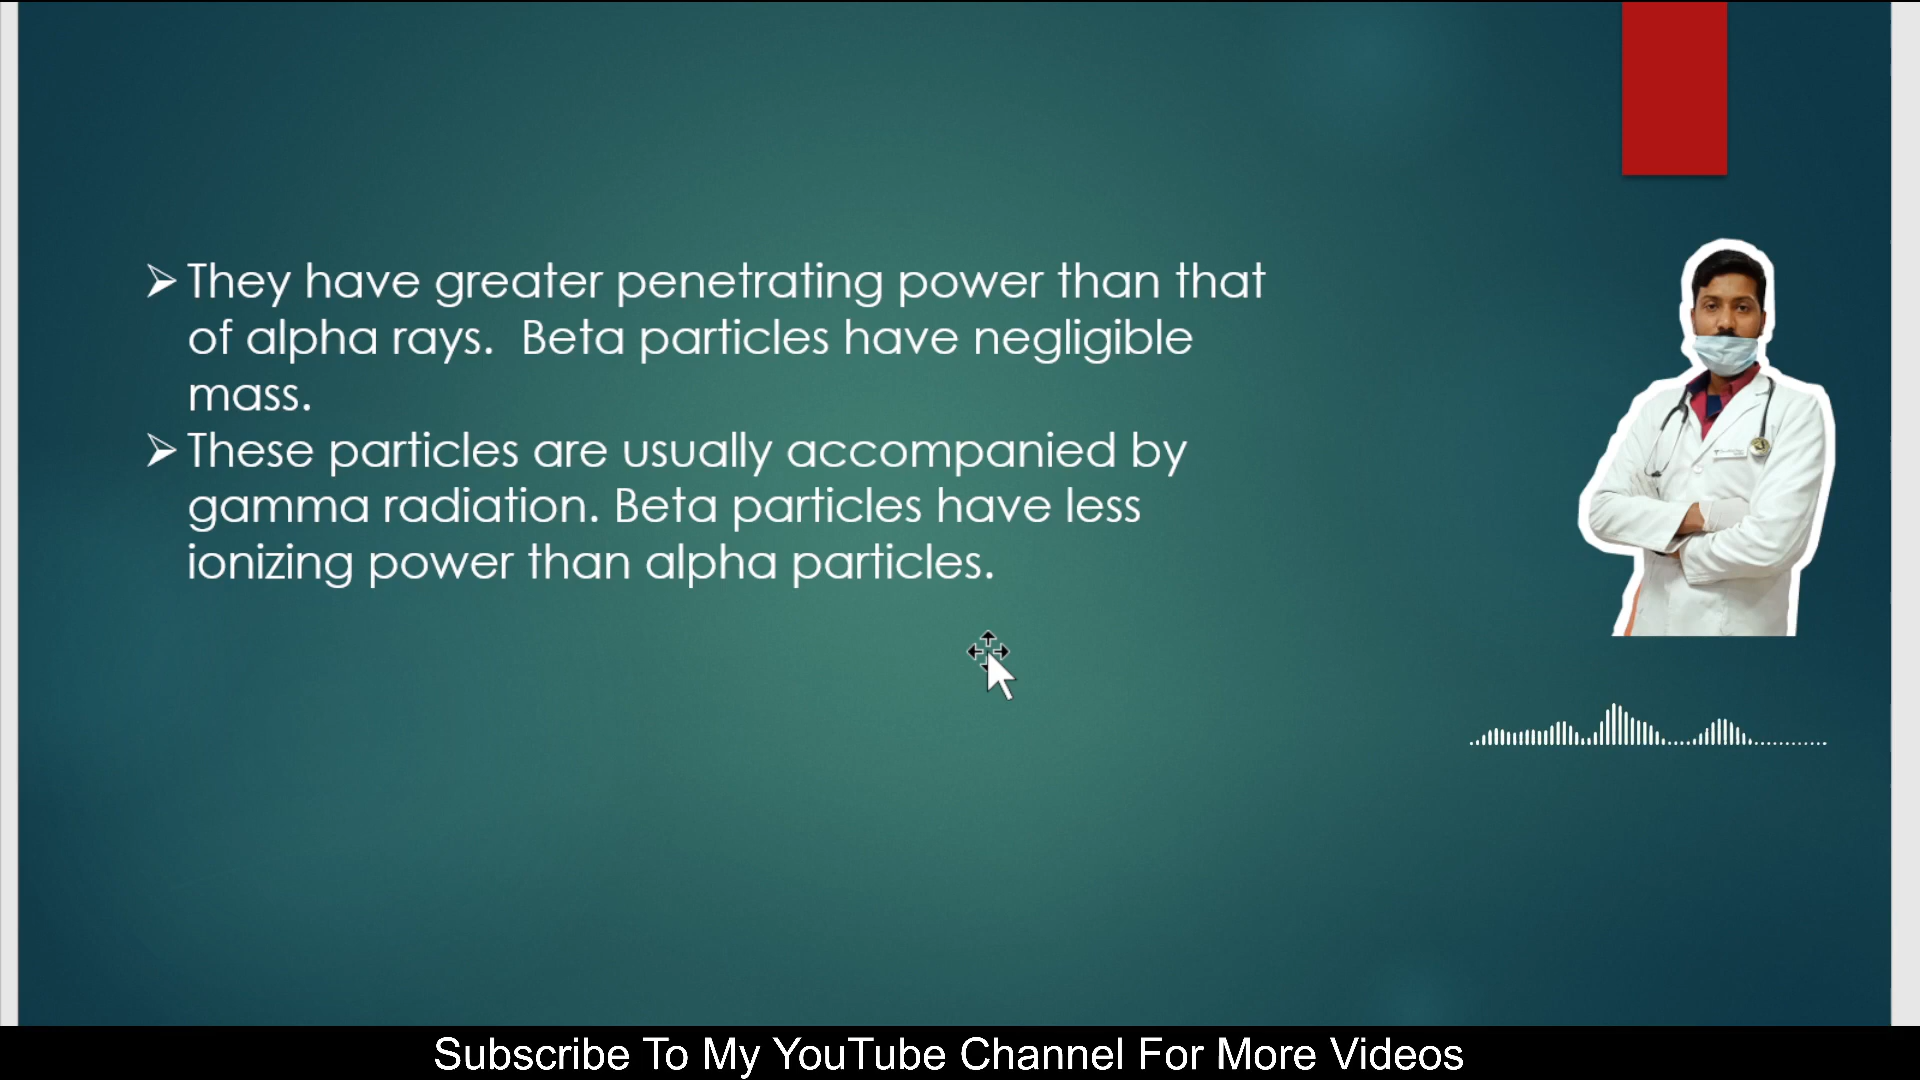 They have greater penetrating power than that
of alpha rays.  Beta particles have negligible
mass.
These particles are usually accompanied by
gamma radiation. Beta particles have less
ionizing power than alpha particles.
Subscribe To My YouTube Channel For More Videos